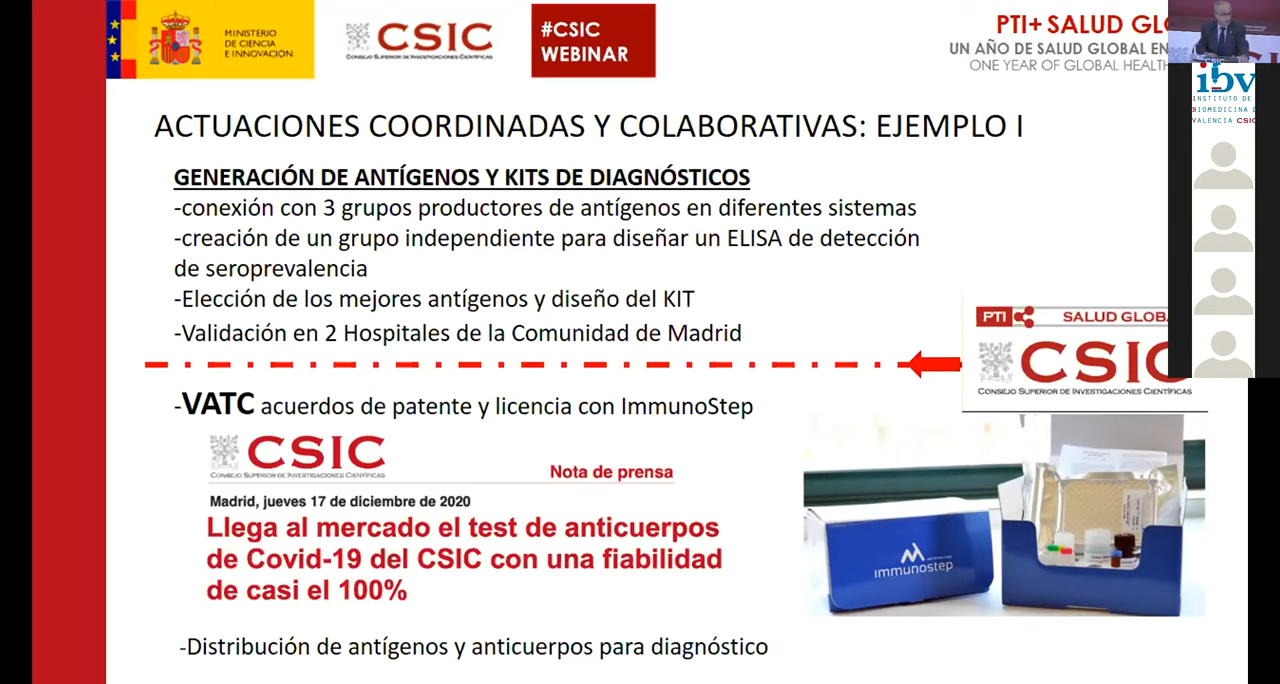 MINISTERIO
DE CIENCIA
E INNOVACIÓN
CSIC
CONSEJO SUPERIOR DE INVESTIGACIONES CIENTÍFICAS
#CSIC
WEBINAR
PTI+ SALUD GLO
UN AÑO DE SALUD GLOBAL EN
ONE YEAR OF GLOBAL HEALTH
CSIC
ibv
INSTITUTO DE
BIOMEDICINA D
VALENCIA CSIC
ACTUACIONES COORDINADAS Y COLABORATIVAS: EJEMPLO I
GENERACIÓN DE ANTÍGENOS Y KITS DE DIAGNÓSTICOS
-conexión con 3 grupos productores de antígenos en diferentes sistemas
-creación de un grupo independiente para diseñar un ELISA de detección
de seroprevalencia
-Elección de los mejores antígenos y diseño del KIT
-Validación en 2 Hospitales de la Comunidad de Madrid
PTI SALUD GLOBA
CSIC
CONSEJO SUPERIOR DE INVESTIGACIONES CIENTÍFICAS
-VATC acuerdos de patente y licencia con ImmunoStep
CSIC
CONSEJO SUPERIOR DE INVESTIGACIONES CIENTÍFICAS
Nota de prensa
Madrid, jueves 17 de diciembre de 2020
Llega al mercado el test de anticuerpos
de Covid-19 del CSIC con una fiabilidad
de casi el 100%
immunostep
-Distribución de antígenos y anticuerpos para diagnóstico